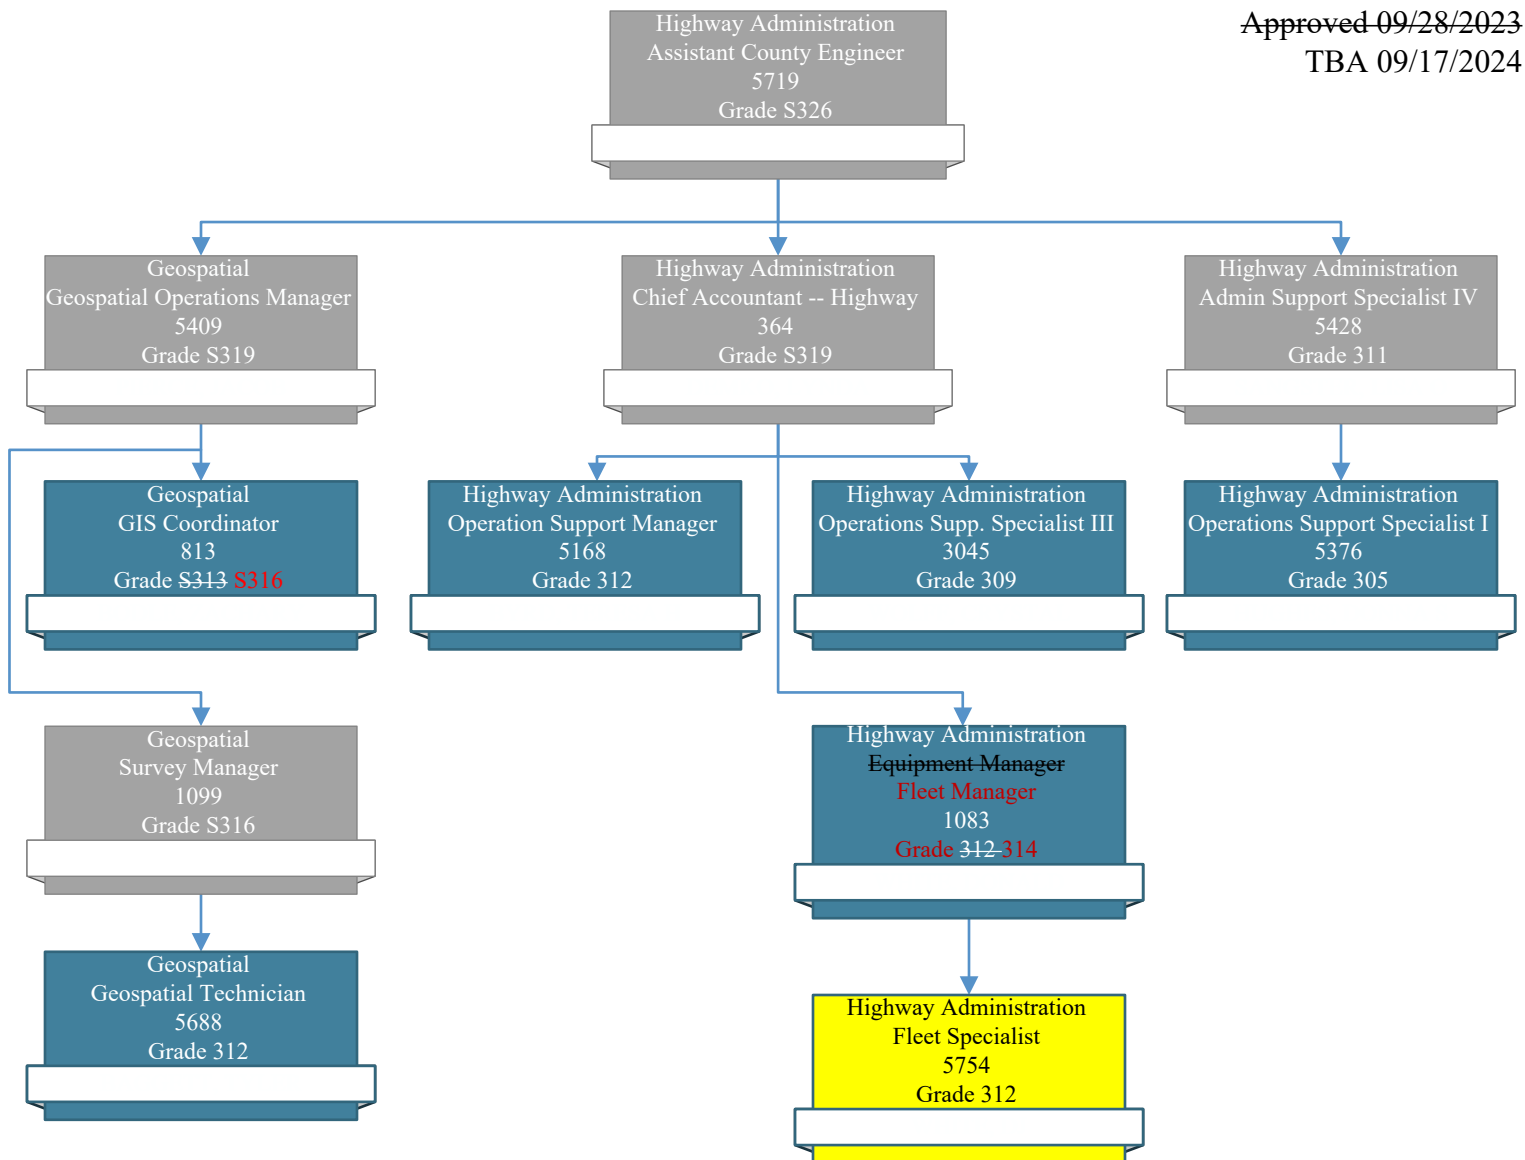 Approved 09/28/2023
TBA 09/17/2024
Highway Administration
Assistant County Engineer
5719
Grade S326
Geospatial
Geospatial Operations Manager
5409
Grade S319
Highway Administration
Chief Accountant -- Highway
364
Grade S319
Highway Administration
Admin Support Specialist IV
5428
Grade 311
Geospatial
GIS Coordinator
813
Grade S313 S316
Highway Administration
Operation Support Manager
5168
Grade 312
Highway Administration
Operations Supp. Specialist III
3045
Grade 309
Highway Administration
Operations Support Specialist I
5376
Grade 305
Geospatial
Survey Manager
1099
Grade S316
Highway Administration
Equipment Manager
Fleet Manager
1083
Grade 312 314
Geospatial
Geospatial Technician
5688
Grade 312
Highway Administration
Fleet Specialist
5754
Grade 312